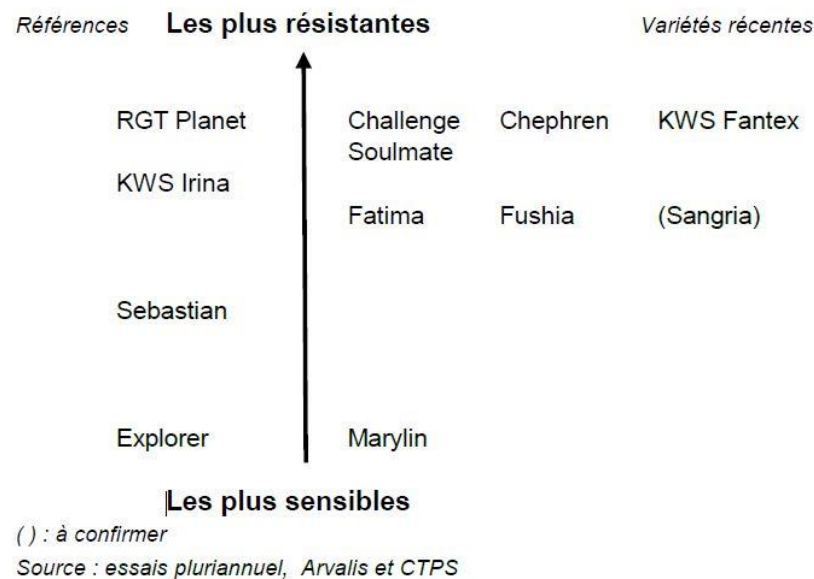 Références Les plus résistantes Variétés récentes
RGT Planet Challenge Chephren KWS Fantex
Soulmate
KWS Irina
Fatima Fushia (Sangria)
Sebastian
Explorer Marylin
Les plus sensibles
( ) : à confirmer
Source : essais pluriannuel, Arvalis et CTPS